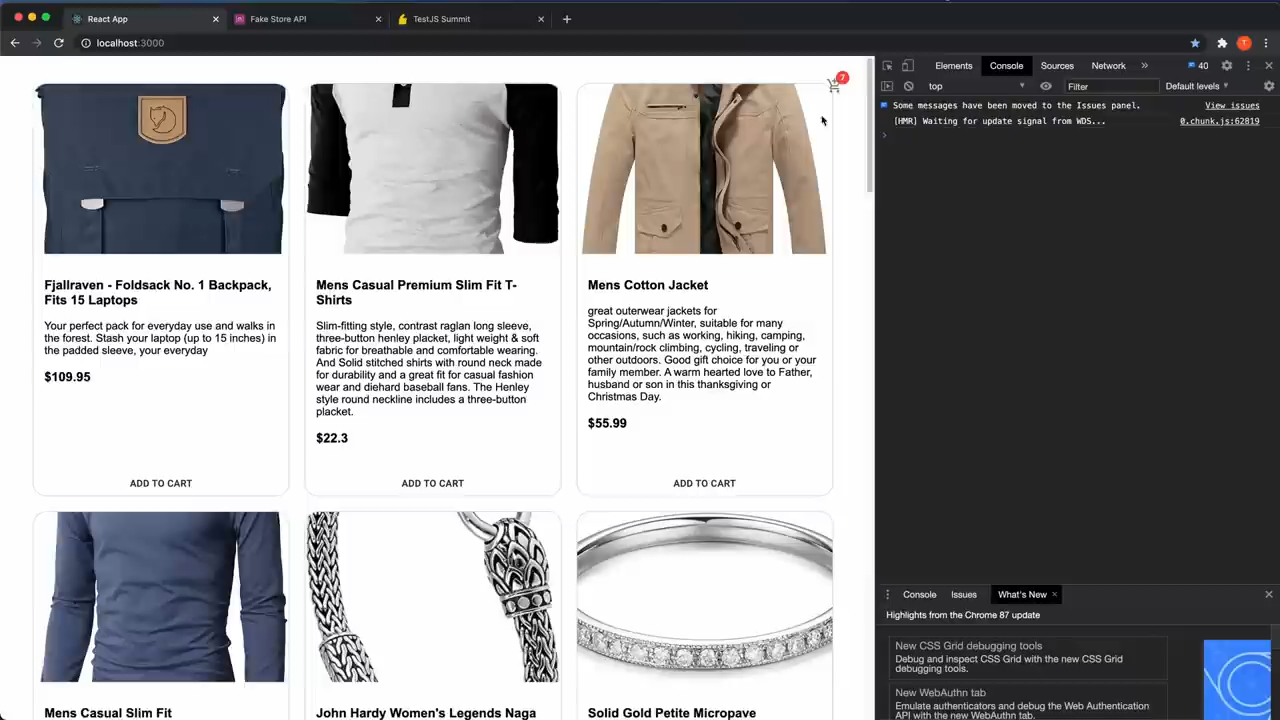 React App
Fake Store API
TestJS Summit
localhost:3000
T
7
Fjallraven - Foldsack No. 1 Backpack,
Fits 15 Laptops
Your perfect pack for everyday use and walks in
the forest. Stash your laptop (up to 15 inches) in
the padded sleeve, your everyday
$109.95
ADD TO CART
Mens Casual Premium Slim Fit T-
Shirts
Slim-fitting style, contrast raglan long sleeve,
three-button henley placket, light weight & soft
fabric for breathable and comfortable wearing.
And Solid stitched shirts with round neck made
for durability and a great fit for casual fashion
wear and diehard baseball fans. The Henley
style round neckline includes a three-button
placket.
$22.3
ADD TO CART
Mens Cotton Jacket
great outerwear jackets for
Spring/Autumn/Winter, suitable for many
occasions, such as working, hiking, camping,
mountain/rock climbing, cycling, traveling or
other outdoors. Good gift choice for you or your
family member. A warm hearted love to Father,
husband or son in this thanksgiving or
Christmas Day.
$55.99
ADD TO CART
Mens Casual Slim Fit
John Hardy Women's Legends Naga
Solid Gold Petite Micropave
Elements Console Sources Network » 40
top Filter Default levels
Some messages have been moved to the Issues panel. View issues
[HMR] Waiting for update signal from WDS... 0.chunk.js:62819
Console Issues What's New
Highlights from the Chrome 87 update
New CSS Grid debugging tools
Debug and inspect CSS Grid with the new CSS Grid
debugging tools.
New WebAuthn tab
Emulate authenticators and debug the Web Authentication
API with the new WebAuthn tab.